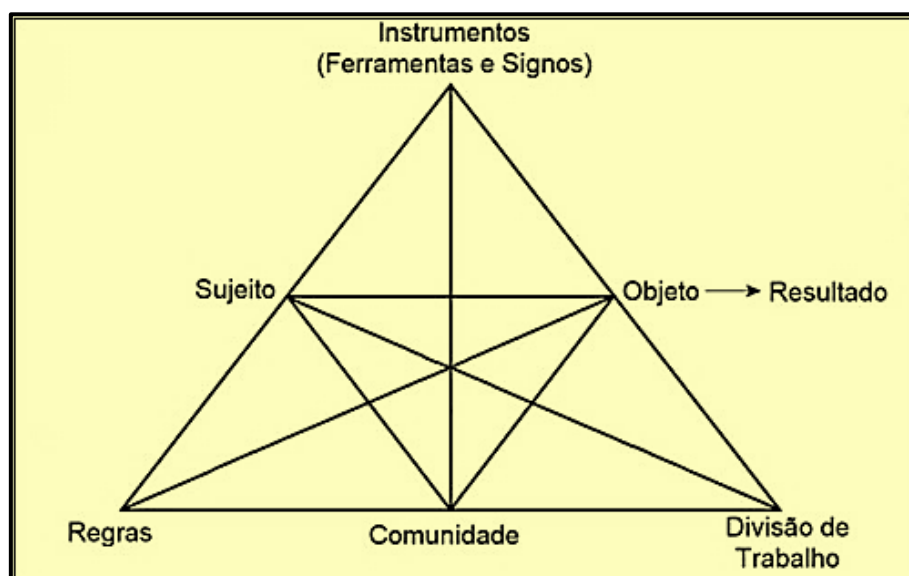 Instrumentos
(Ferramentas e Signos)
Sujeito
Objeto
Resultado
Regras
Comunidade
Divisão de
Trabalho